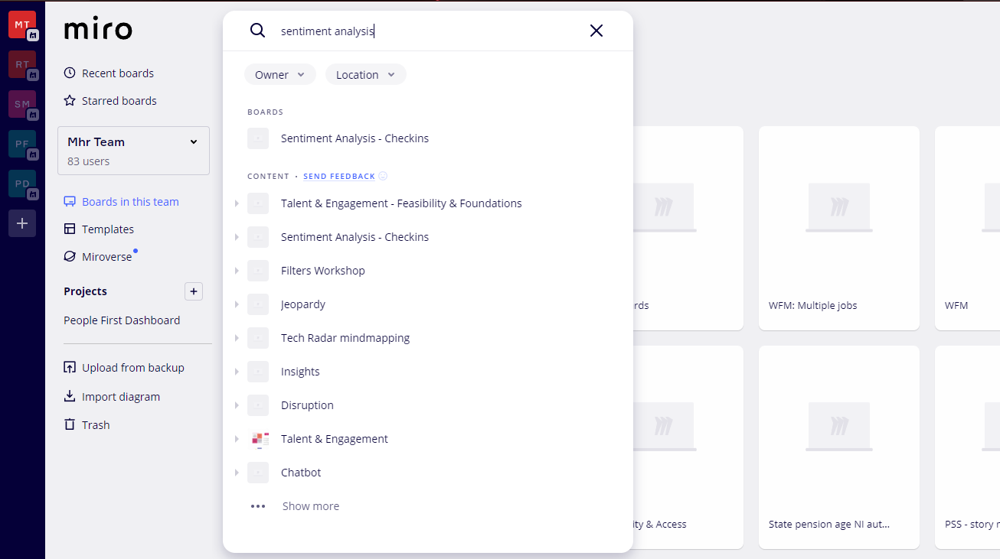 MT
RT
SM
PF
PD
miro
Recent boards
Starred boards
Mhr Team
83 users
Boards in this team
Templates
Miroverse
Projects
People First Dashboard
Upload from backup
Import diagram
Trash
sentiment analysis
Owner
Location
BOARDS
Sentiment Analysis - Checkins
CONTENT • SEND FEEDBACK
Talent & Engagement - Feasibility & Foundations
Sentiment Analysis - Checkins
Filters Workshop
Jeopardy
Tech Radar mindmapping
Insights
Disruption
Talent & Engagement
Chatbot
Show more
rds
WFM: Multiple jobs
WFM
ity & Access
State pension age NI aut...
PSS - story